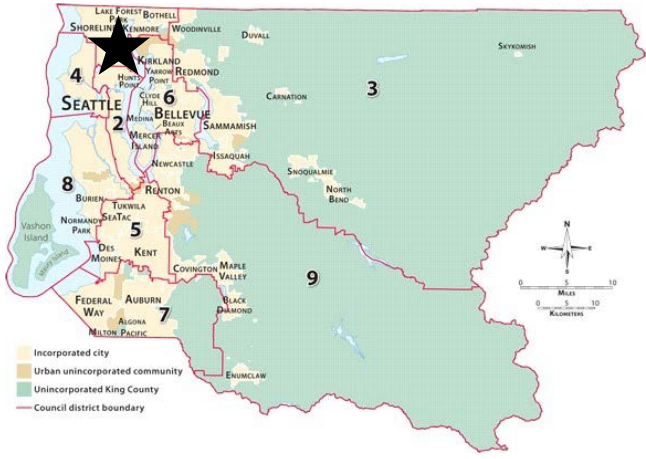 LAKE FOREST
PARK
BOTHELL
SHORELINE
KENMORE
WOODINVILLE
DUVALL
SKYKOMISH
KIRKLAND
YARROW
POINT
REDMOND
HUNTS
POINT
4
3
CLYDE
HILL
6
SEATTLE
CARNATION
BELLEVUE
MEDINA
2
BEAUX
ARTS
SAMMAMISH
MERCER
ISLAND
ISSAQUAH
NEWCASTLE
SNOQUALMIE
8
RENTON
NORTH
BEND
BURIEN
TUKWILA
SEATAC
Vashon
Island
NORMANDY
PARK
5
N
W
E
S
DES
MOINES
KENT
Maury Island
COVINGTON
MAPLE
VALLEY
9
0
10
MILES
0
10
KILOMETERS
FEDERAL
WAY
AUBURN
BLACK
DIAMOND
7
ALGONA
MILTON
PACIFIC
ENUMCLAW
Incorporated city
Urban unincorporated community
Unincorporated King County
Council district boundary